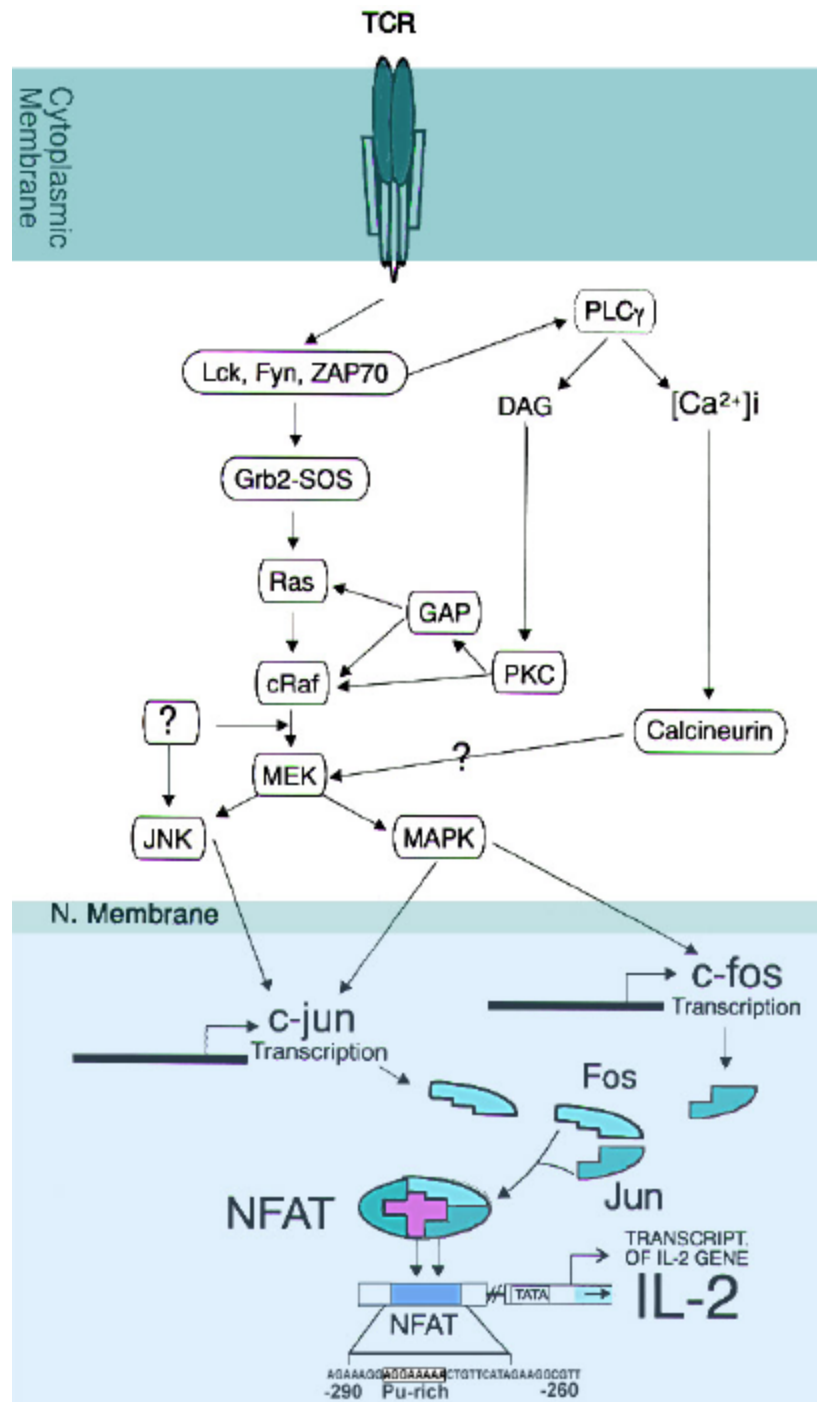 TCR
Cytoplasmic
Membrane
PLCγ
Lck, Fyn, ZAP70
DAG
[Ca²⁺]i
Grb2-SOS
Ras
GAP
PKC
cRaf
?
Calcineurin
?
MEK
JNK
MAPK
N. Membrane
c-fos
Transcription
c-jun
Transcription
Fos
Jun
NFAT
TRANSCRIPT.
OF IL-2 GENE
IL-2
TATA
NFAT
AGAAAGGAGGAAAAACTGTTCATAGAAGGCGTT
-290 Pu-rich -260